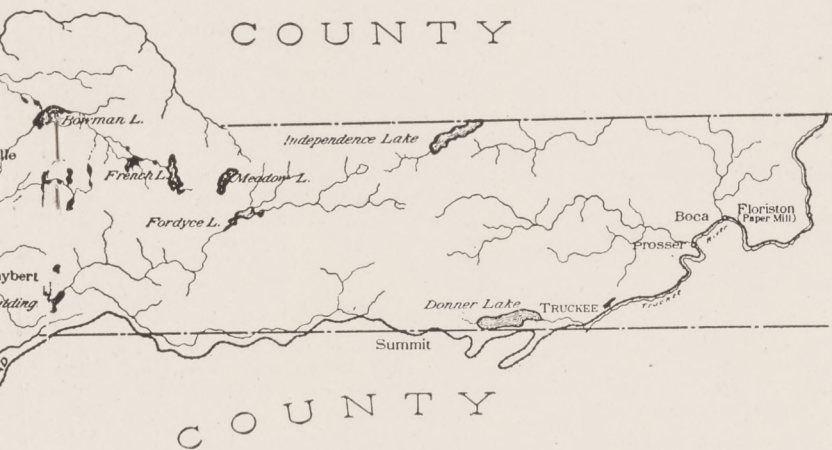 COUNTY
Bowman L.
Independence Lake
French L.
Meadow L.
Fordyce L.
Boca
Floriston
(Paper Mill)
Prosser
River
Donner Lake
TRUCKEE
Truckee
Summit
COUNTY